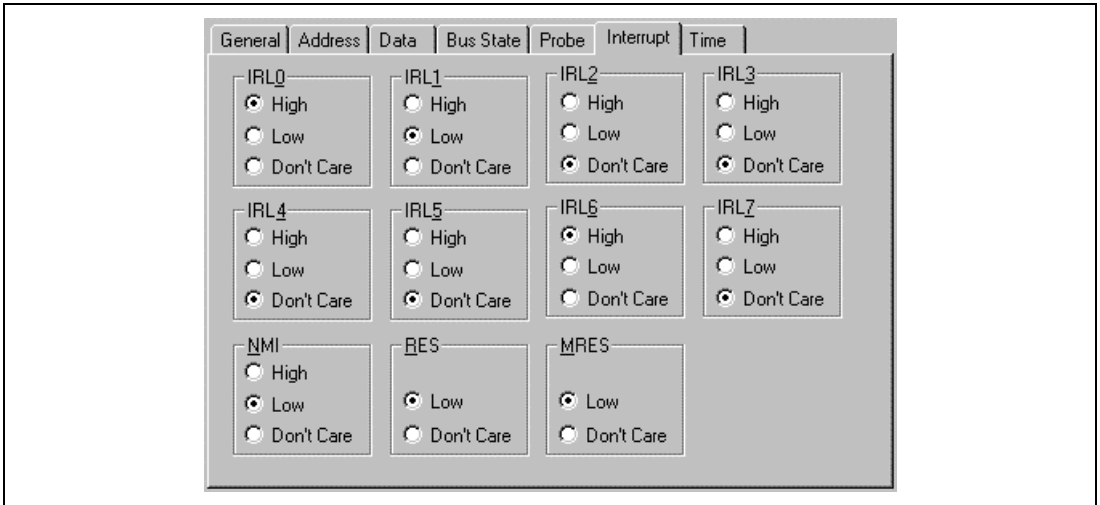 General Address Data Bus State Probe Interrupt Time
IRL0 IRL1 IRL2 IRL3
High High High High
Low Low Low Low
Don't Care Don't Care Don't Care Don't Care
IRL4 IRL5 IRL6 IRL7
High High High High
Low Low Low Low
Don't Care Don't Care Don't Care Don't Care
NMI RES MRES
High
Low Low Low
Don't Care Don't Care Don't Care